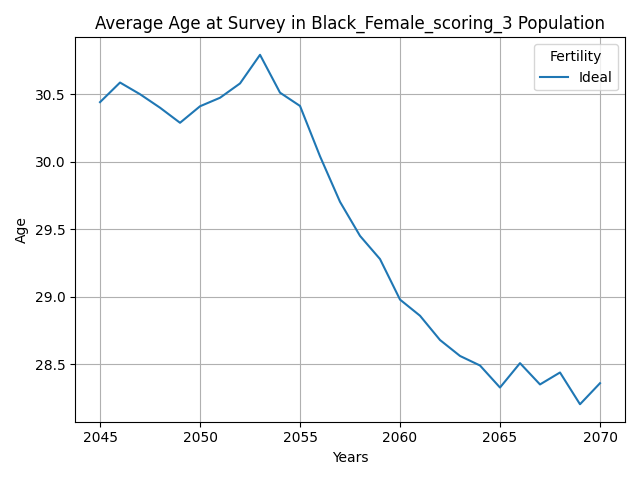 Average Age at Survey in Black_Female_scoring_3 Population
Fertility
Ideal
30.5
30.0
29.5
29.0
28.5
Age
2045 2050 2055 2060 2065 2070
Years